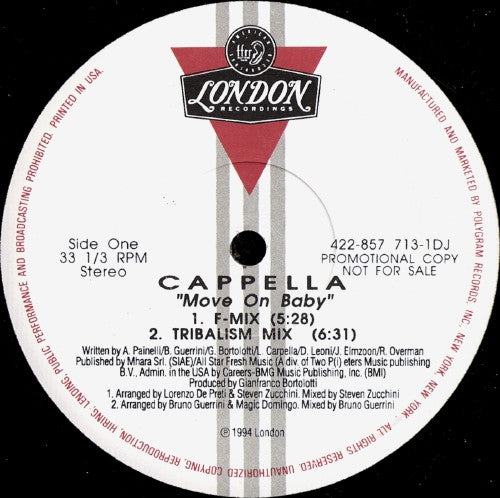 AMERICAN
ffrr
LONDON
RECORDINGS
Side One
33 1/3 RPM
Stereo
422-857 713-1DJ
PROMOTIONAL COPY
NOT FOR SALE
CAPPELLA
"Move On Baby"
1. F-MIX (5:28)
2. TRIBALISM MIX (6:31)
Written by A. Painelli/B. Guerrini/G. Bortolotti/L. Carpella/D. Leoni/J. Elmzoon/R. Overman
Published by Mhara Srl. (SIAE)/All Star Fresh Music (A div. of Two P(i) eters Music publishing
B.V., Admin. in the USA by Careers-BMG Music Publishing, Inc. (BMI)
Produced by Gianfranco Bortolotti
1. Arranged by Lorenzo De Preti & Steven Zucchini. Mixed by Steven Zucchini
2. Arranged by Bruno Guerrini & Magic Domingo. Mixed by Bruno Guerrini
℗ 1994 London
MANUFACTURED AND MARKETED BY POLYGRAM RECORDS, INC. NEW YORK, NEW YORK. ALL RIGHTS RESERVED. UNAUTHORIZED COPYING, REPRODUCTION, HIRING, LENDING, PUBLIC PERFORMANCE AND BROADCASTING PROHIBITED. PRINTED IN USA.